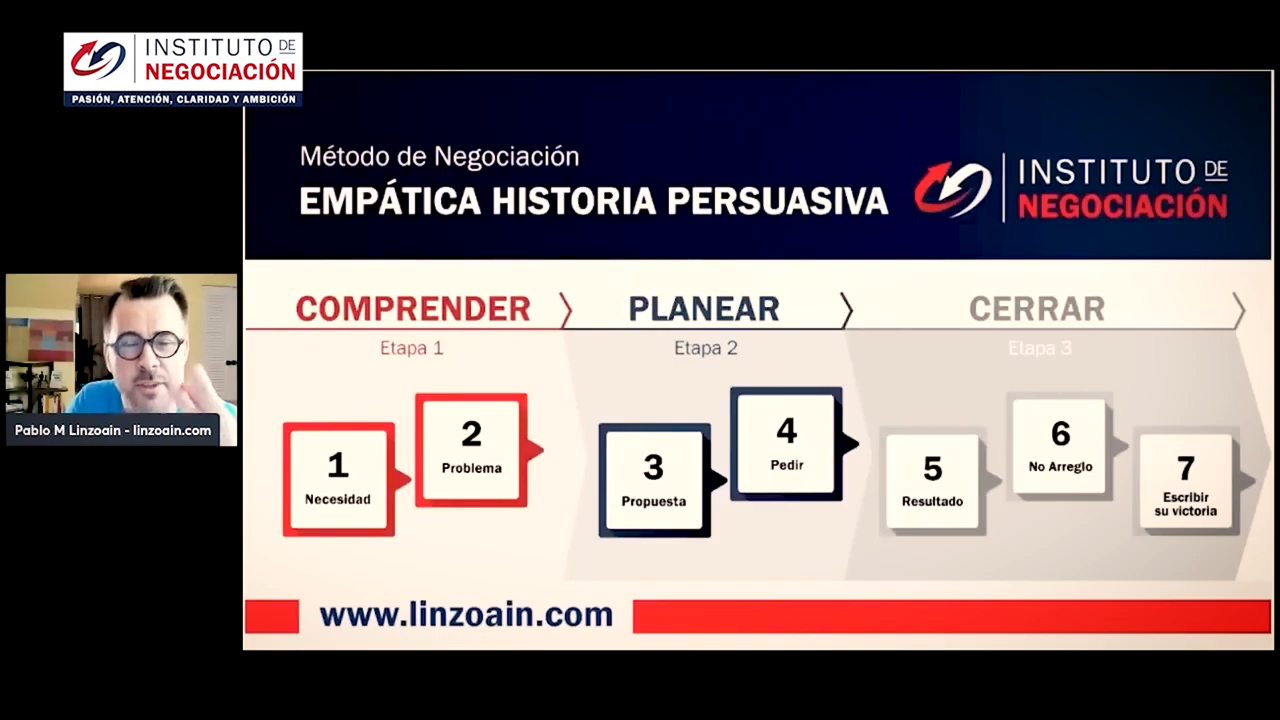 INSTITUTO DE
NEGOCIACIÓN
PASIÓN, ATENCIÓN, CLARIDAD Y AMBICIÓN
Método de Negociación
EMPÁTICA HISTORIA PERSUASIVA
INSTITUTO DE
NEGOCIACIÓN
COMPRENDER
PLANEAR
CERRAR
Etapa 1
Etapa 2
Etapa 3
1
Necesidad
2
Problema
3
Propuesta
4
Pedir
5
Resultado
6
No Arreglo
7
Escribir
su victoria
Pablo M Linzoain - linzoain.com
www.linzoain.com